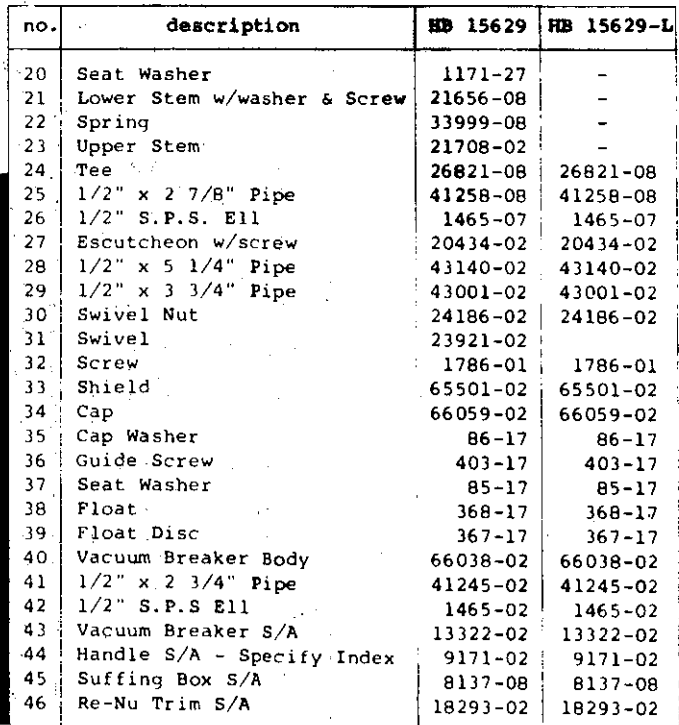 no. description HB 15629 HB 15629-L
20 Seat Washer 1171-27 -
21 Lower Stem w/washer & Screw 21656-08 -
22 Spring 33999-08 -
23 Upper Stem 21708-02 -
24 Tee 26821-08 26821-08
25 1/2" x 2 7/8" Pipe 41258-08 41258-08
26 1/2" S.P.S. Ell 1465-07 1465-07
27 Escutcheon w/screw 20434-02 20434-02
28 1/2" x 5 1/4" Pipe 43140-02 43140-02
29 1/2" x 3 3/4" Pipe 43001-02 43001-02
30 Swivel Nut 24186-02 24186-02
31 Swivel 23921-02
32 Screw 1786-01 1786-01
33 Shield 65501-02 65501-02
34 Cap 66059-02 66059-02
35 Cap Washer 86-17 86-17
36 Guide Screw 403-17 403-17
37 Seat Washer 85-17 85-17
38 Float 368-17 368-17
39 Float Disc 367-17 367-17
40 Vacuum Breaker Body 66038-02 66038-02
41 1/2" x 2 3/4" Pipe 41245-02 41245-02
42 1/2" S.P.S Ell 1465-02 1465-02
43 Vacuum Breaker S/A 13322-02 13322-02
44 Handle S/A - Specify Index 9171-02 9171-02
45 Suffing Box S/A 8137-08 8137-08
46 Re-Nu Trim S/A 18293-02 18293-02